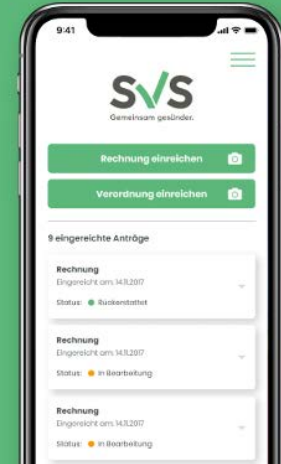 9:41
SVS
Gemeinsam gesünder.
Rechnung einreichen
Verordnung einreichen
9 eingereichte Anträge
Rechnung
Eingereicht am: 14.11.2017
Status: Rückerstattet
Rechnung
Eingereicht am: 14.11.2017
Status: In Bearbeitung
Rechnung
Eingereicht am: 14.11.2017
Status: In Bearbeitung